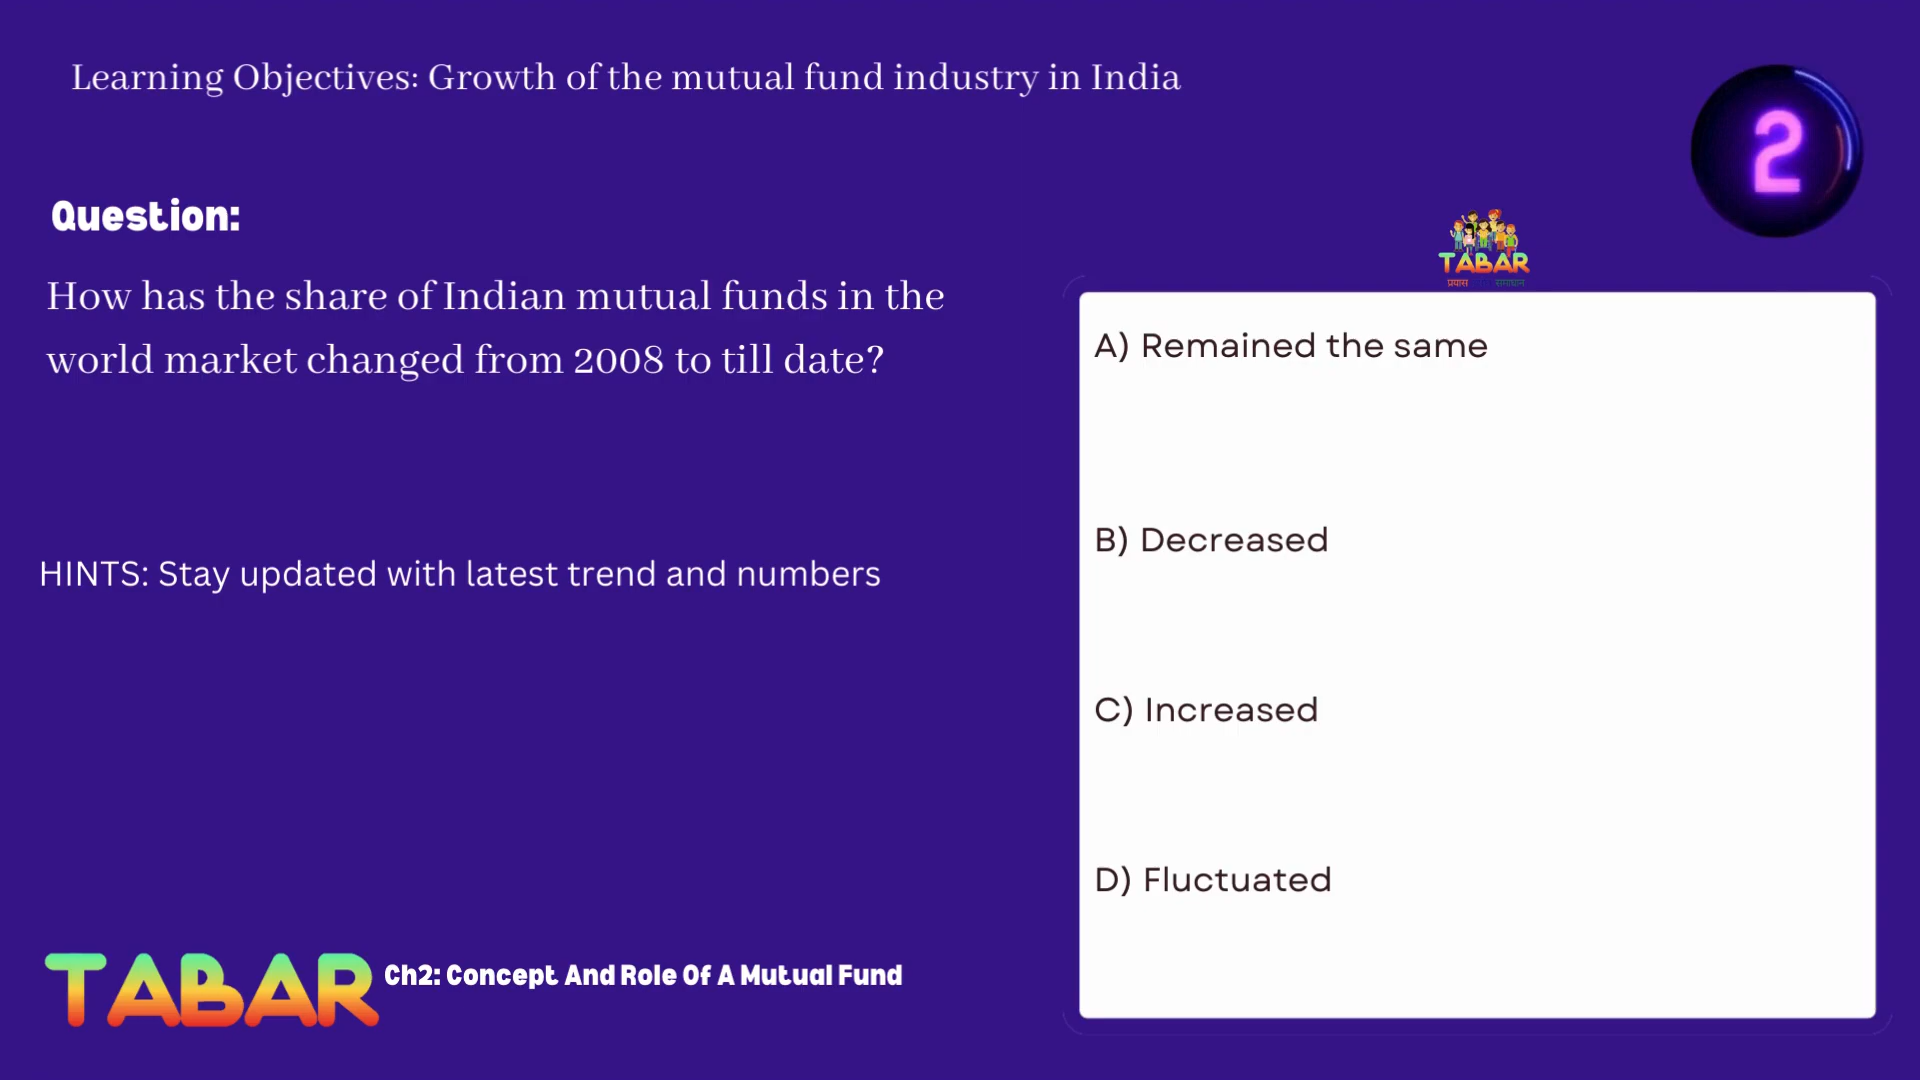 Learning Objectives: Growth of the mutual fund industry in India
2
Question:
How has the share of Indian mutual funds in the
world market changed from 2008 to till date?
HINTS: Stay updated with latest trend and numbers
TABAR
प्रयास
समाधान
A) Remained the same
B) Decreased
C) Increased
D) Fluctuated
TABAR
Ch2: Concept And Role Of A Mutual Fund